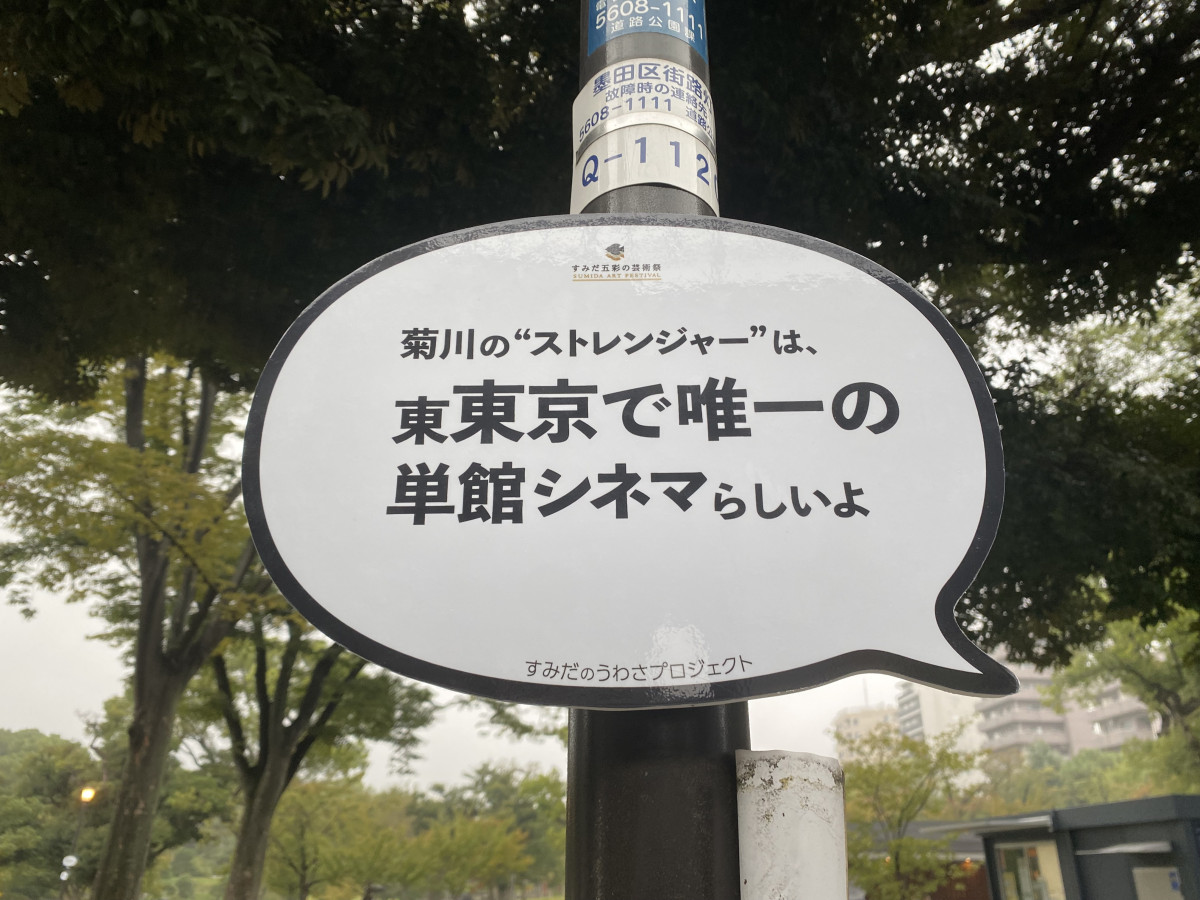 5608-1111
道路公園課
墨田区街路
故障時の連絡先
5608-1111 道路公
Q-112
すみだ五彩の芸術祭
SUMIDA ART FESTIVAL
菊川の“ストレンジャー”は、
東東京で唯一の
単館シネマらしいよ
すみだのうわさプロジェクト